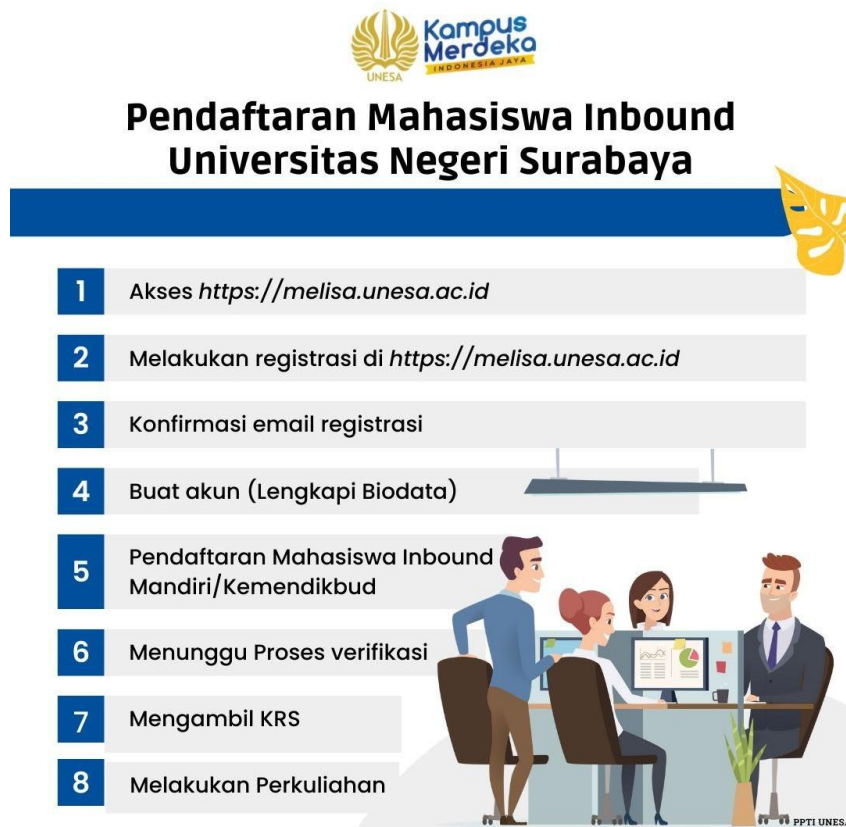 UNESA
Kampus
Merdeka
INDONESIA JAYA
Pendaftaran Mahasiswa Inbound
Universitas Negeri Surabaya
1 Akses https://melisa.unesa.ac.id
2 Melakukan registrasi di https://melisa.unesa.ac.id
3 Konfirmasi email registrasi
4 Buat akun (Lengkapi Biodata)
5 Pendaftaran Mahasiswa Inbound
Mandiri/Kemendikbud
6 Menunggu Proses verifikasi
7 Mengambil KRS
8 Melakukan Perkuliahan
PPTI UNESA